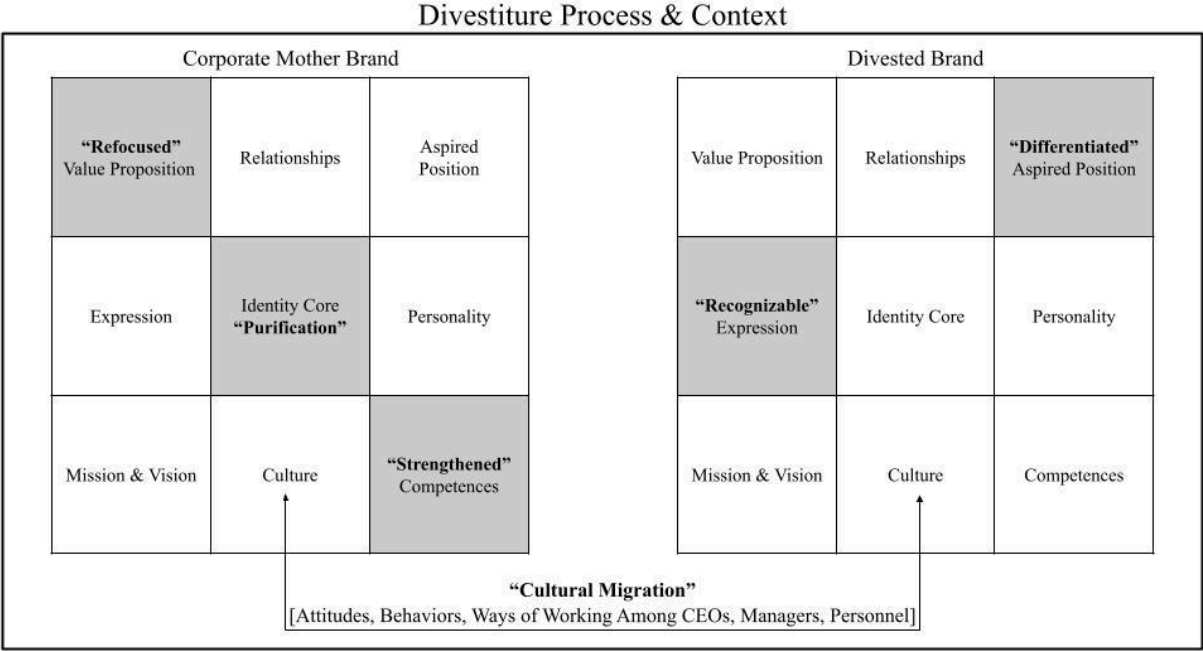 Divestiture Process & Context
Corporate Mother Brand
“Refocused”
Value Proposition
Relationships
Aspired
Position
Expression
Identity Core
“Purification”
Personality
Mission & Vision
Culture
“Strengthened”
Competences
Divested Brand
Value Proposition
Relationships
“Differentiated”
Aspired Position
“Recognizable”
Expression
Identity Core
Personality
Mission & Vision
Culture
Competences
“Cultural Migration”
[Attitudes, Behaviors, Ways of Working Among CEOs, Managers, Personnel]